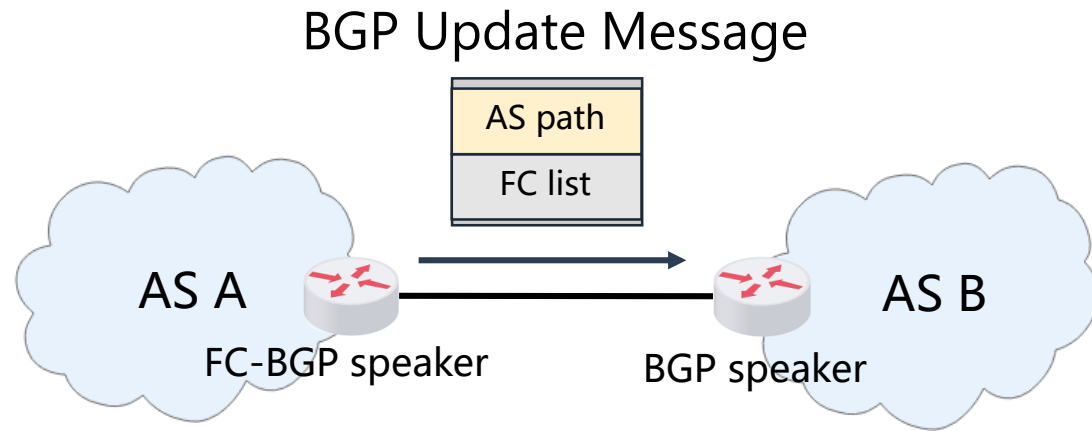 BGP Update Message
AS path
FC list
AS A
AS B
FC-BGP speaker
BGP speaker